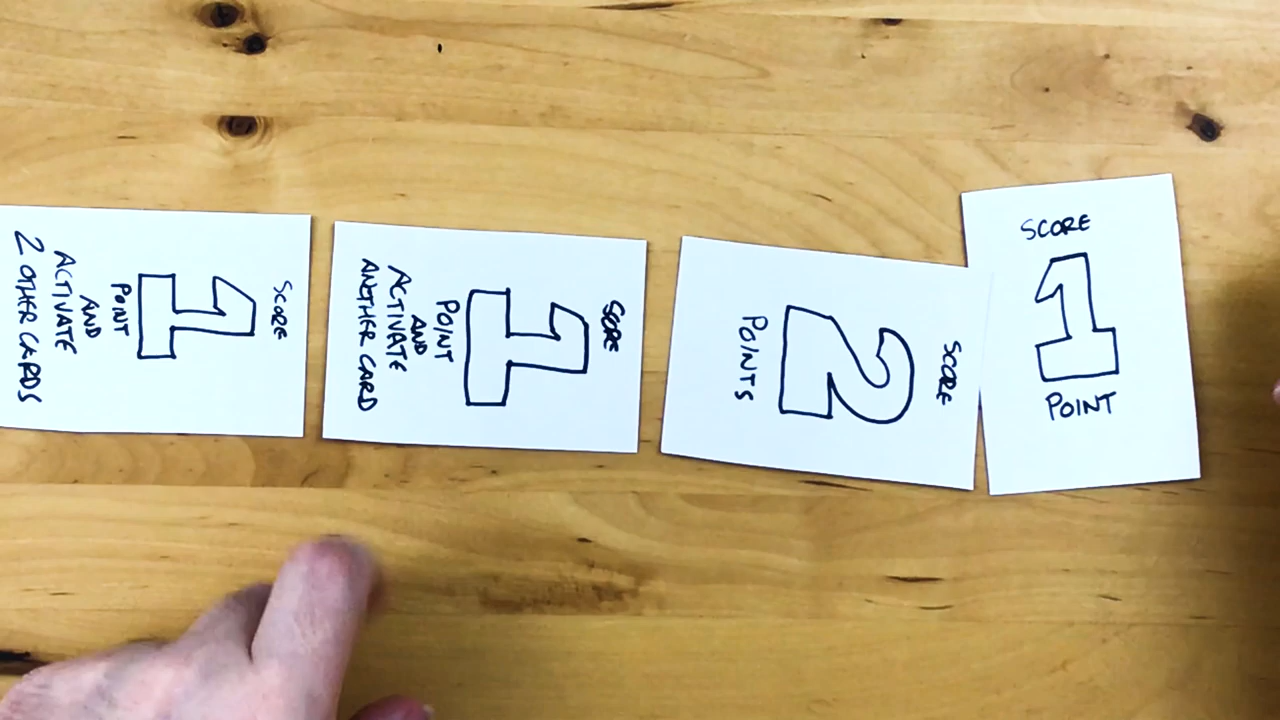 SCORE
1
POINT
AND
ACTIVATE
2 OTHER CARDS
SCORE
1
POINT
AND
ACTIVATE
ANTHER CARD
SCORE
2
POINTS
SCORE
1
POINT